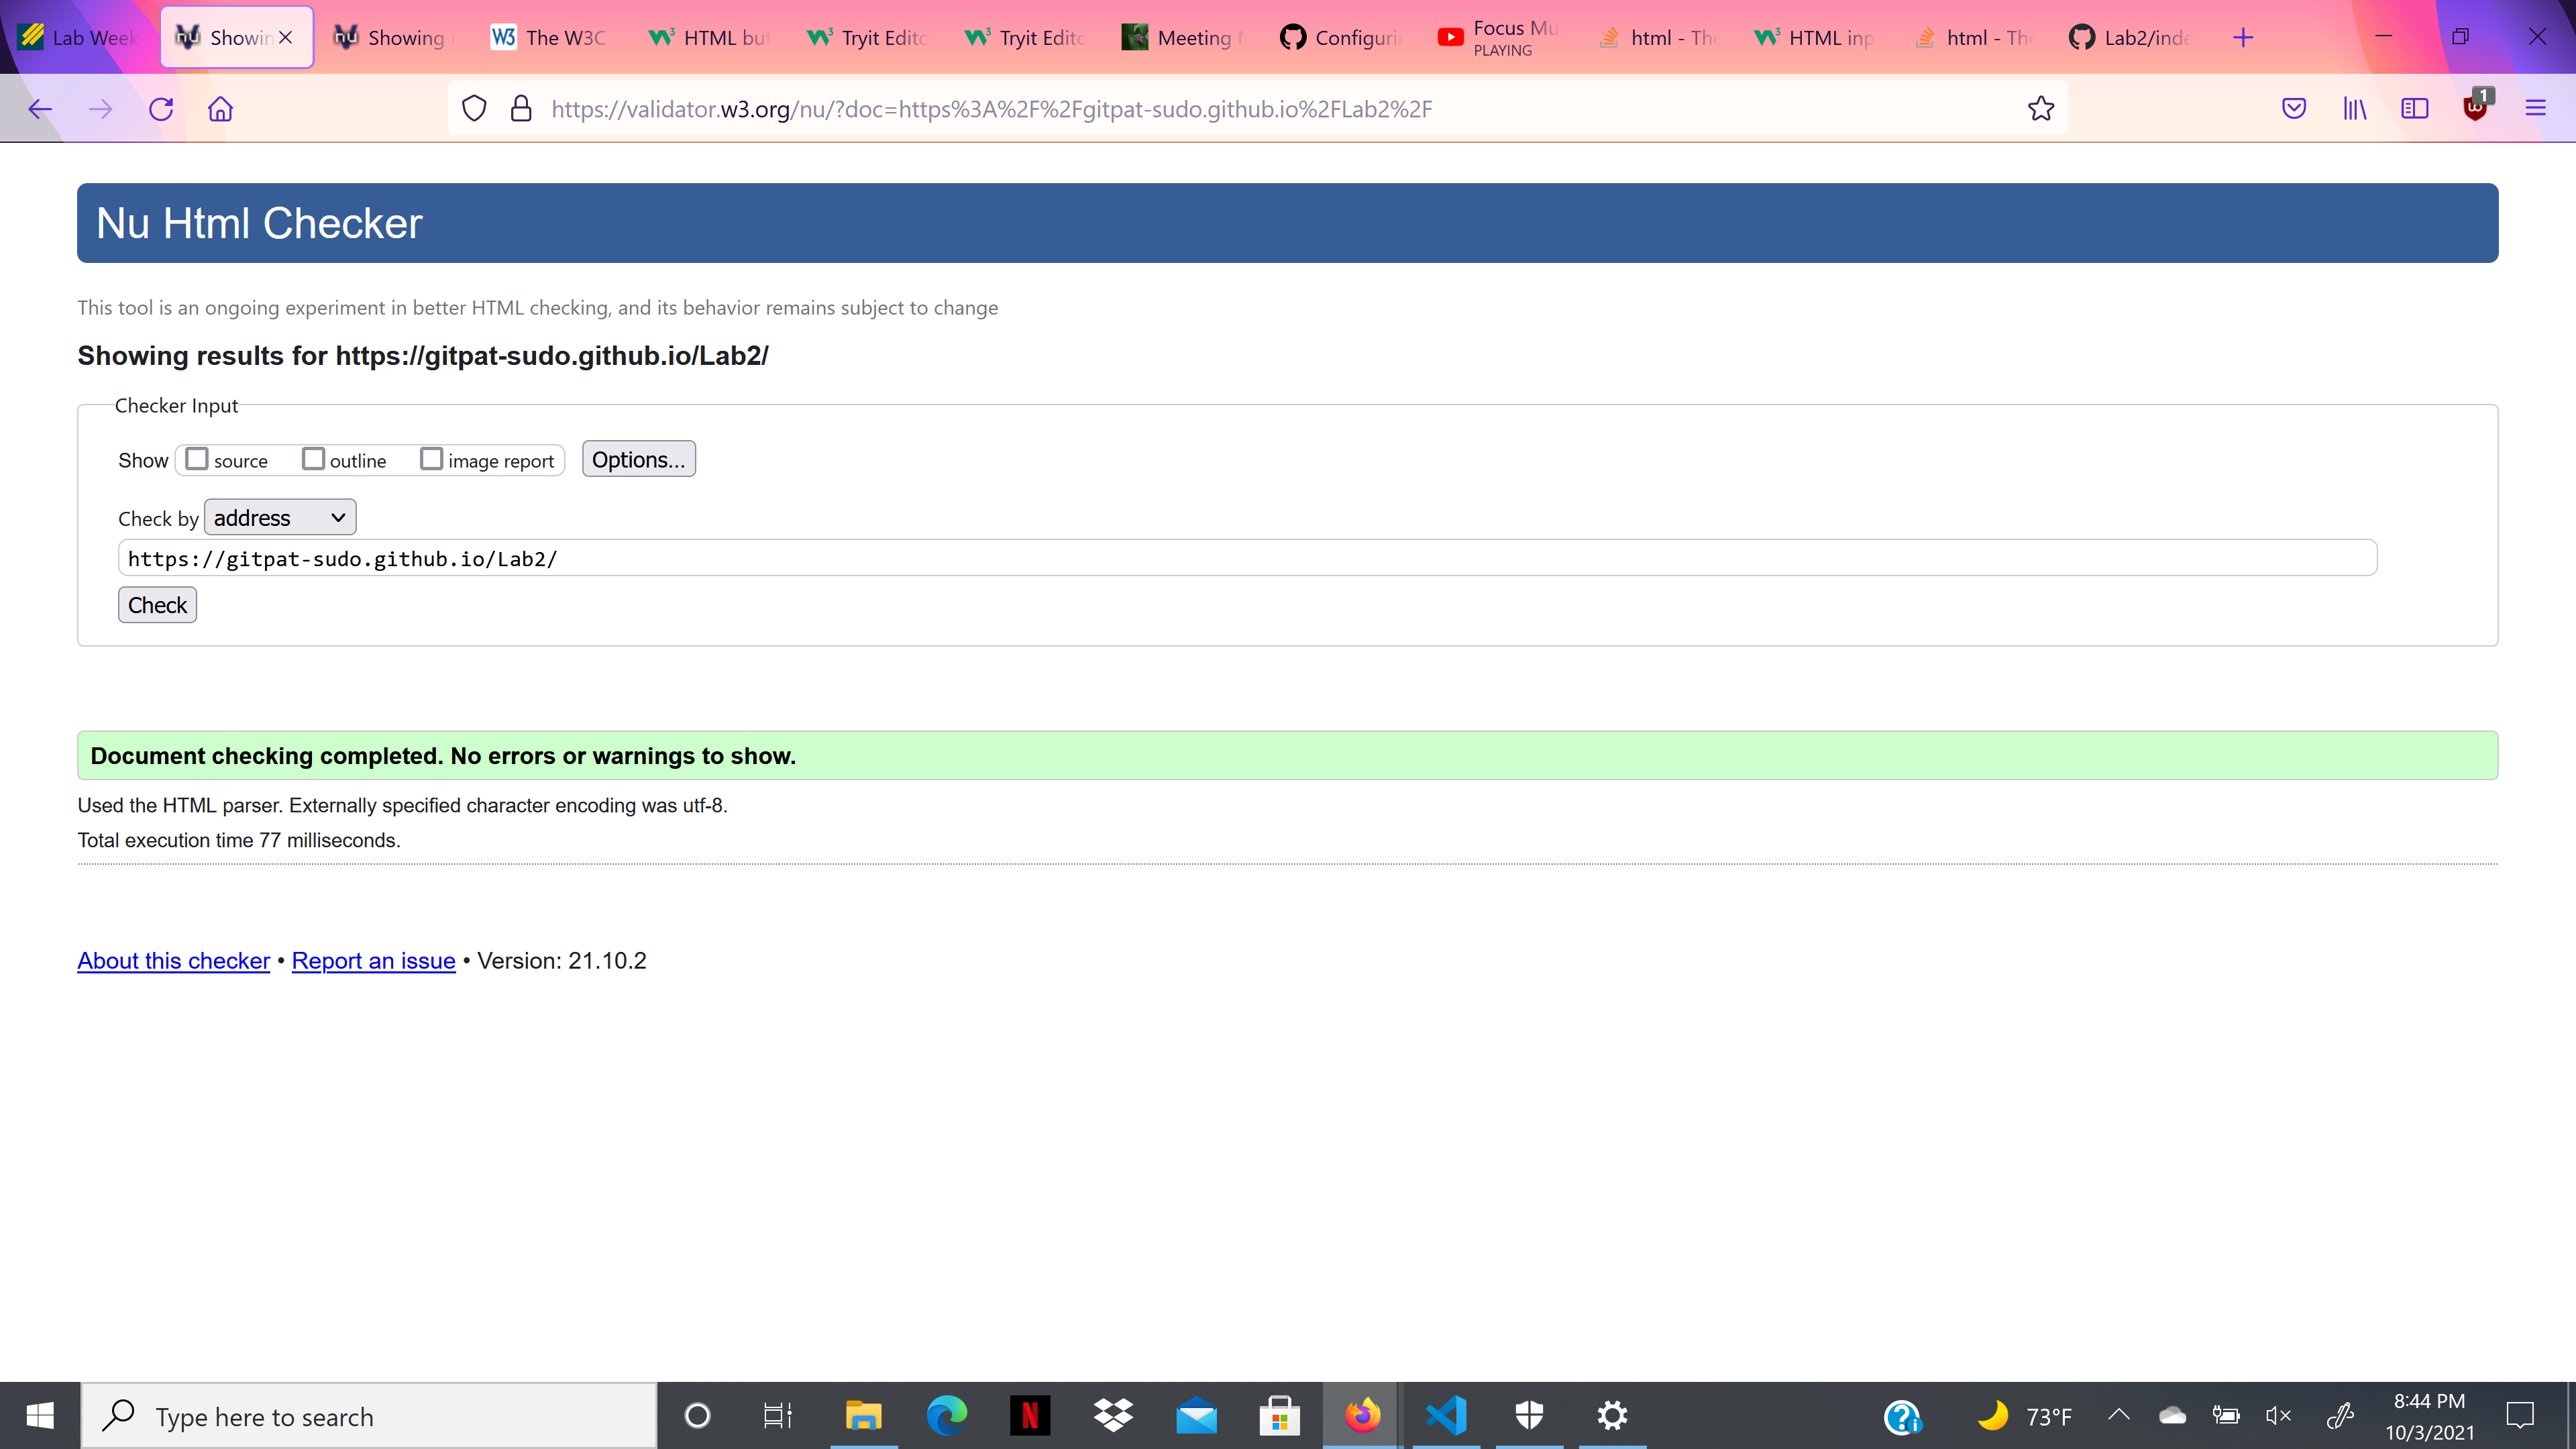 Lab Week
Showin
Showing
The W3C
HTML but
Tryit Edito
Tryit Edito
Meeting
Configurin
Focus Mu
PLAYING
html - The
HTML inp
html - The
Lab2/inde
https://validator.w3.org/nu/?doc=https%3A%2F%2Fgitpat-sudo.github.io%2FLab2%2F
1
Nu Html Checker
This tool is an ongoing experiment in better HTML checking, and its behavior remains subject to change
Showing results for https://gitpat-sudo.github.io/Lab2/
Checker Input
Show source outline image report Options...
Check by address
https://gitpat-sudo.github.io/Lab2/
Check
Document checking completed. No errors or warnings to show.
Used the HTML parser. Externally specified character encoding was utf-8.
Total execution time 77 milliseconds.
About this checker • Report an issue • Version: 21.10.2
Type here to search
73°F
8:44 PM
10/3/2021